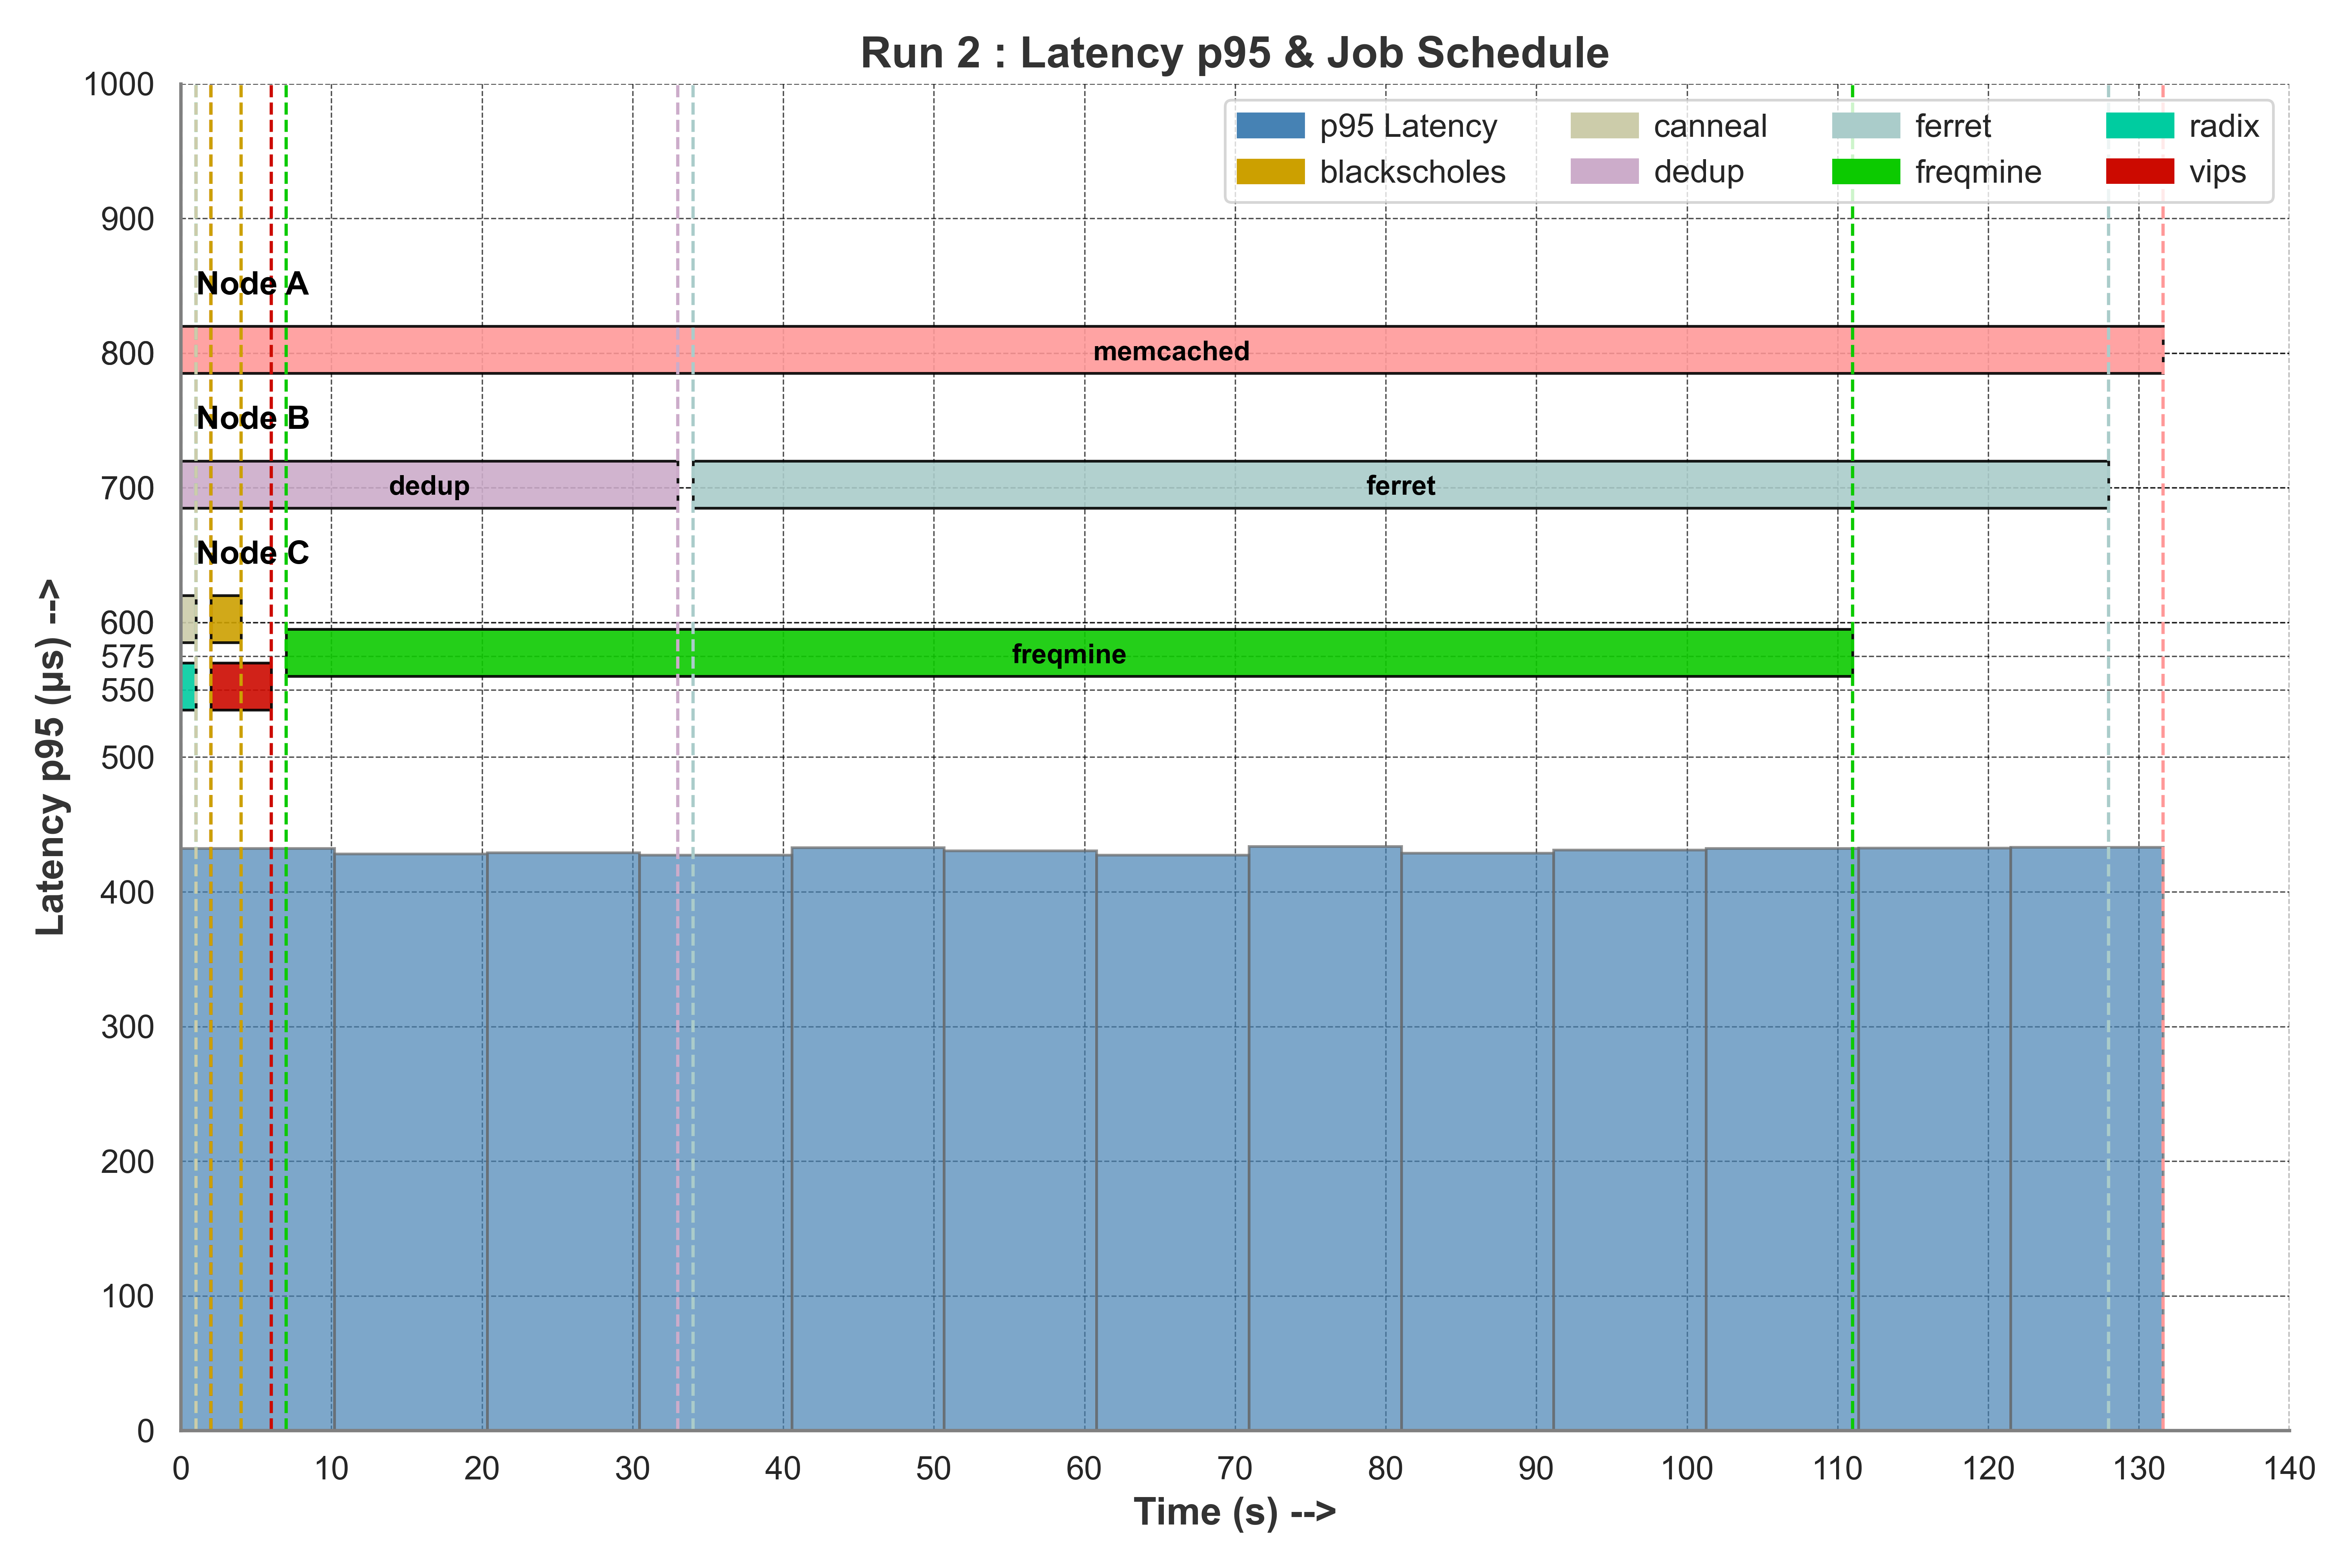 Run 2 : Latency p95 & Job Schedule
p95 Latency
canneal
ferret
radix
blackscholes
dedup
freqmine
vips
Node A
memcached
Node B
dedup
ferret
Node C
freqmine
1000
900
800
700
600
575
550
500
400
300
200
100
0
Latency p95 (µs) -->
0 10 20 30 40 50 60 70 80 90 100 110 120 130 140
Time (s) -->